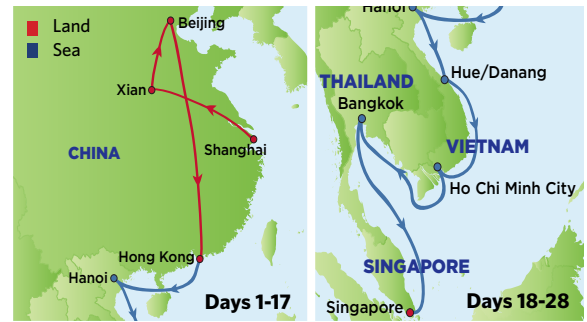 Land
Sea
Beijing
Xian
Shanghai
CHINA
Hong Kong
Hanoi
Days 1-17
Hanoi
Hue/Danang
THAILAND
Bangkok
VIETNAM
Ho Chi Minh City
SINGAPORE
Singapore
Days 18-28